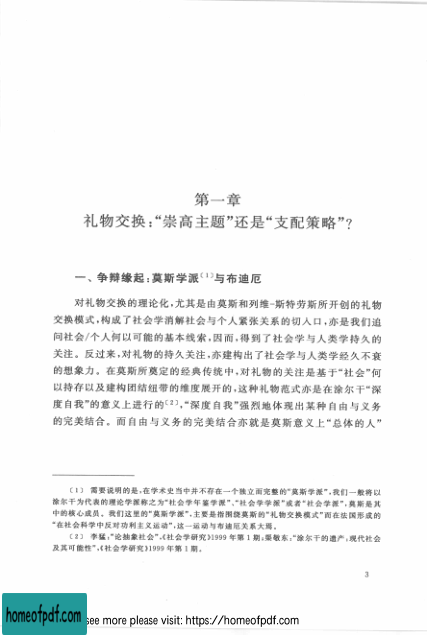 第一章
礼物交换：“崇高主题”还是“支配策略”？
一、争辩缘起：莫斯学派〔1〕与布迪厄
对礼物交换的理论化，尤其是由莫斯和列维-斯特劳斯所开创的礼物
交换模式，构成了社会学消解社会与个人紧张关系的切入口，亦是我们追
问社会/个人何以可能的基本线索，因而，得到了社会学与人类学持久的
关注。反过来，对礼物的持久关注，亦建构出了社会学与人类学经久不衰
的想象力。在莫斯所奠定的经典传统中，对礼物的关注是基于“社会”何
以持存以及建构团结纽带的维度展开的，这种礼物范式亦是在涂尔干“深
度自我”的意义上进行的〔2〕，“深度自我”强烈地体现出某种自由与义务
的完美结合。而自由与义务的完美结合亦就是莫斯意义上“总体的人”
〔1〕 需要说明的是，在学术史当中并不存在一个独立而完整的“莫斯学派”，我们一般将以
涂尔干为代表的理论学派称之为“社会学年鉴学派”、“社会学学派”或者“社会学派”，莫斯是其
中的核心成员。我们这里的“莫斯学派”，主要是指围绕莫斯的“礼物交换模式”而在法国形成的
“在社会科学中反对功利主义运动”，这一运动与布迪厄关系大焉。
〔2〕 李猛：“论抽象社会”，《社会学研究》1999年第1期；渠敬东：“涂尔干的遗产：现代社会
及其可能性”，《社会学研究》1999年第1期。
3
homeofpdf.com
see more please visit: https://homeofpdf.com